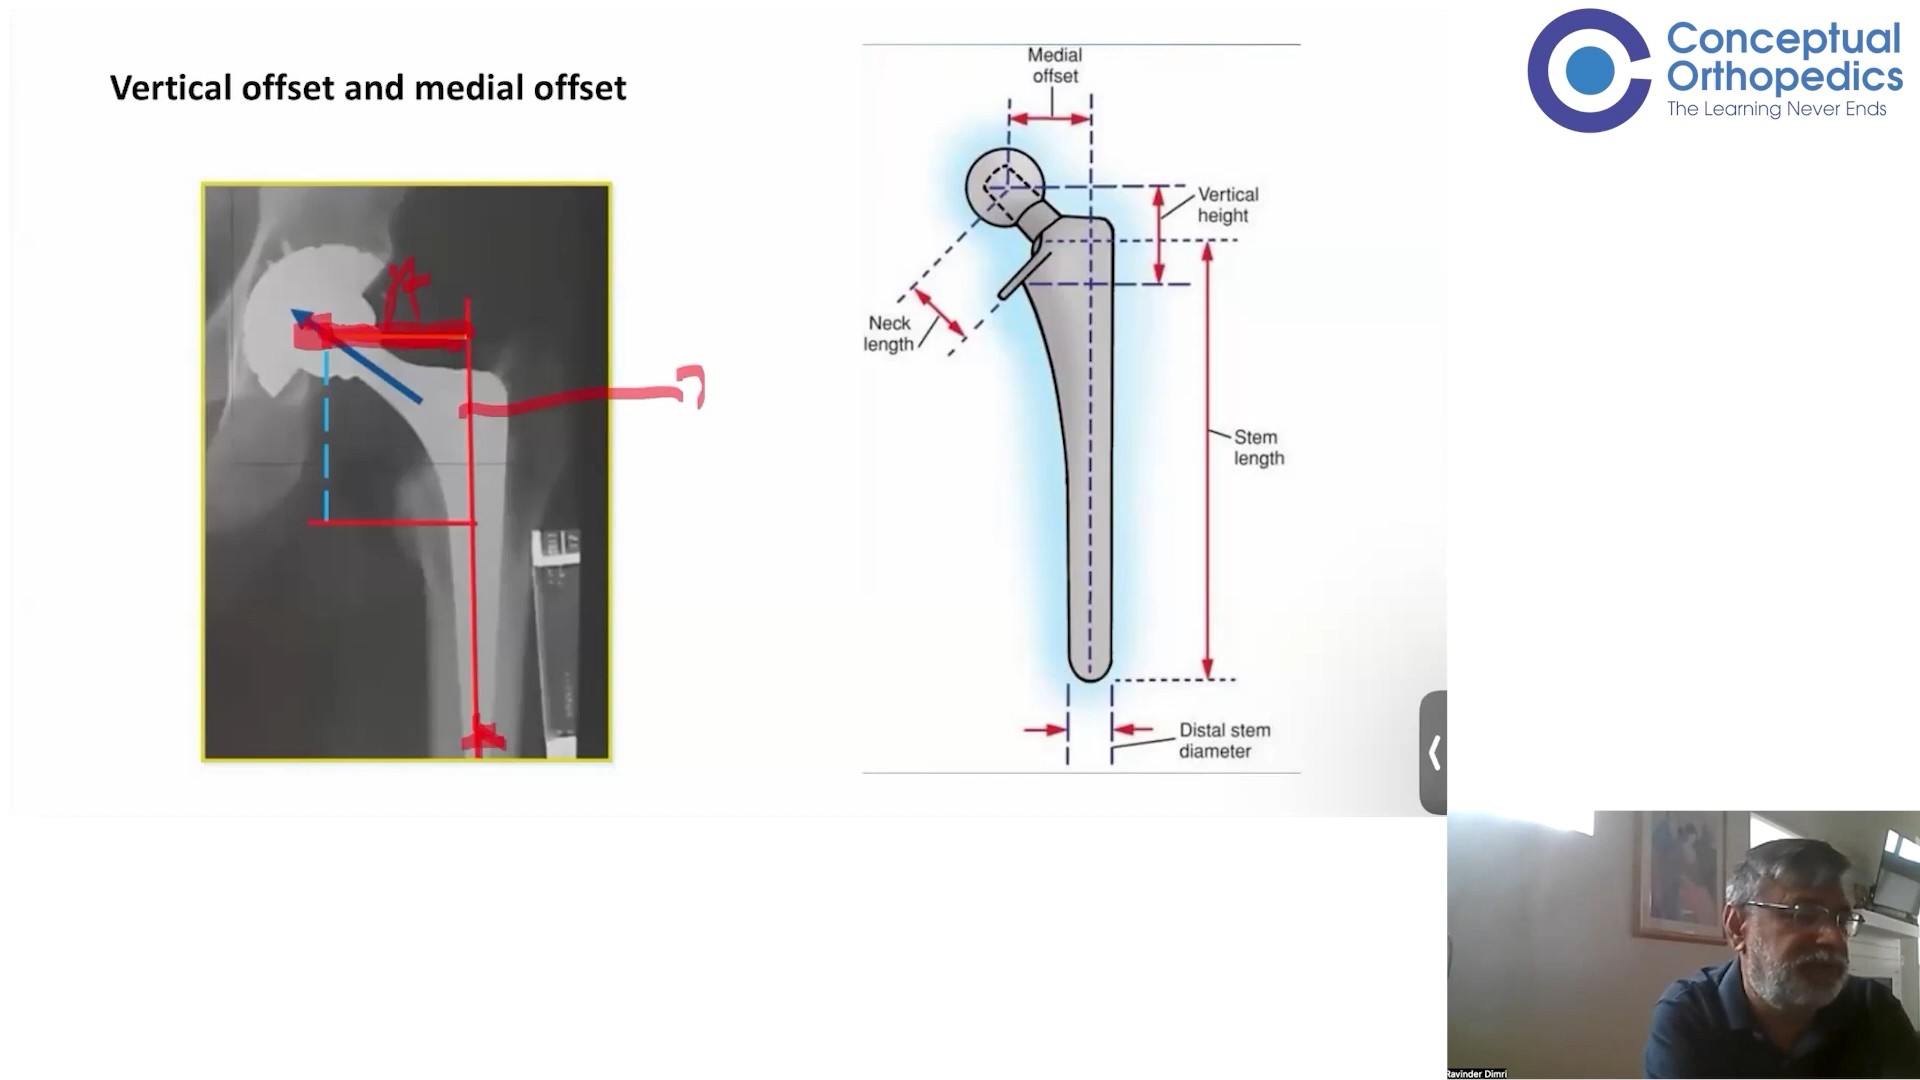 Vertical offset and medial offset
Medial
offset
Vertical
height
Neck
length
Stem
length
Distal stem
diameter
Conceptual
Orthopedics
The Learning Never Ends
Ravinder Dimri